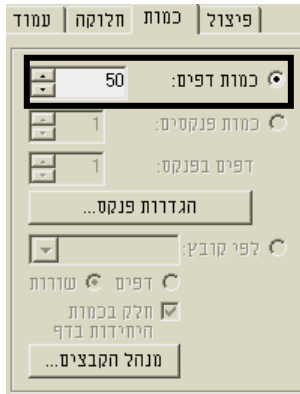 פיצול כמות חלוקה עמוד
כמות דפים: 50
כמות פנקסים: 1
דפים בפנקס: 1
הגדרות פנקס...
לפי קובץ:
דפים שורות
חלק בכמות
היחידות בדף
מנהל הקבצים...